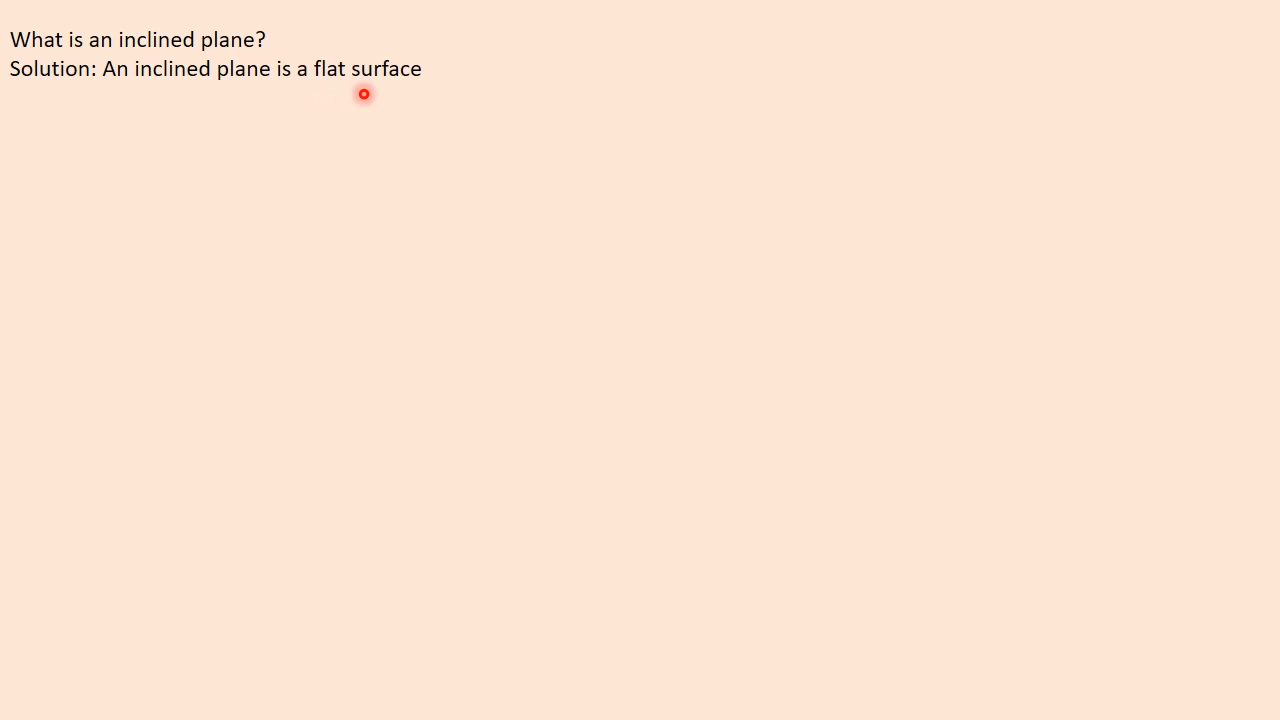 What is an inclined plane?
Solution: An inclined plane is a flat surface